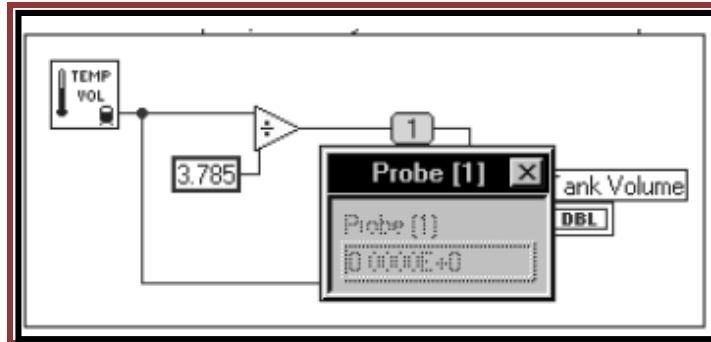 TEMP
VOL
÷
1
3.785
Probe [1]
ank Volume
DBL
Probe (1)
0.0000E+0